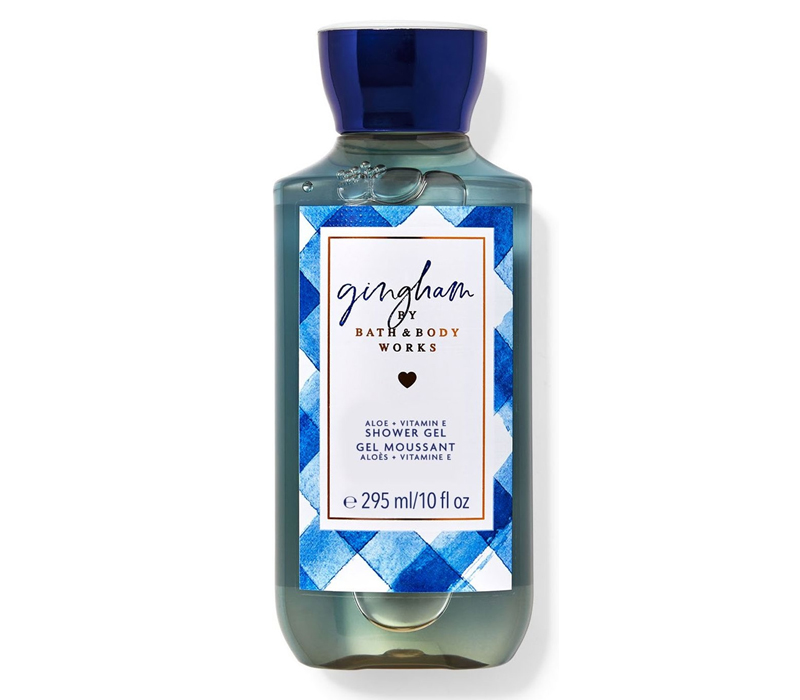 gingham
BY
BATH & BODY
WORKS
ALOE + VITAMIN E
SHOWER GEL
GEL MOUSSANT
ALOÈS + VITAMINE E
℮ 295 ml/10 fl oz